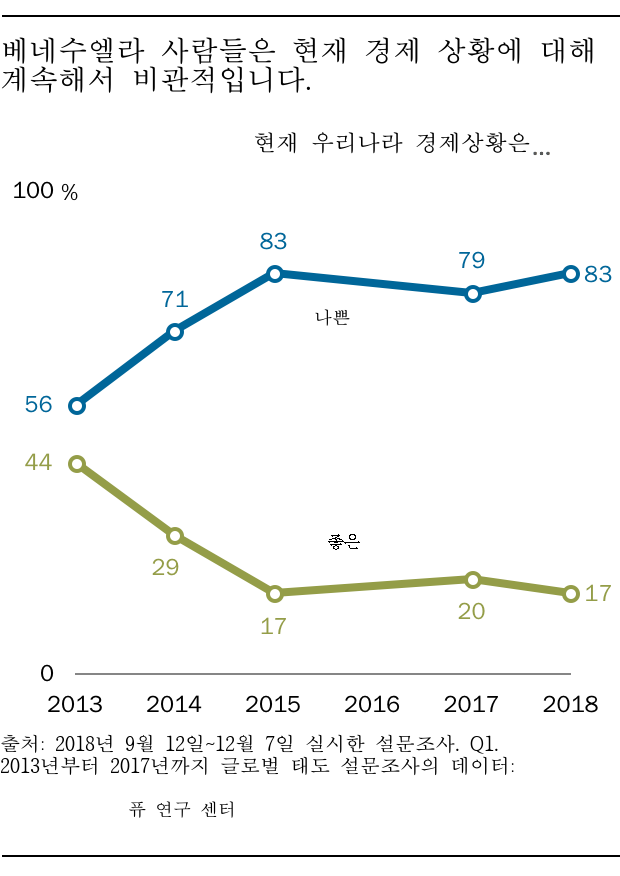 베네수엘라 사람들은 현재 경제 상황에 대해
계속해서 비관적입니다.
현재 우리나라 경제상황은...
100 %
83
79
83
71
나쁜
56
44
좋은
29
20
17
17
0
2013 2014 2015 2016 2017 2018
출처: 2018년 9월 12일~12월 7일 실시한 설문조사. Q1.
2013년부터 2017년까지 글로벌 태도 설문조사의 데이터:
퓨 연구 센터